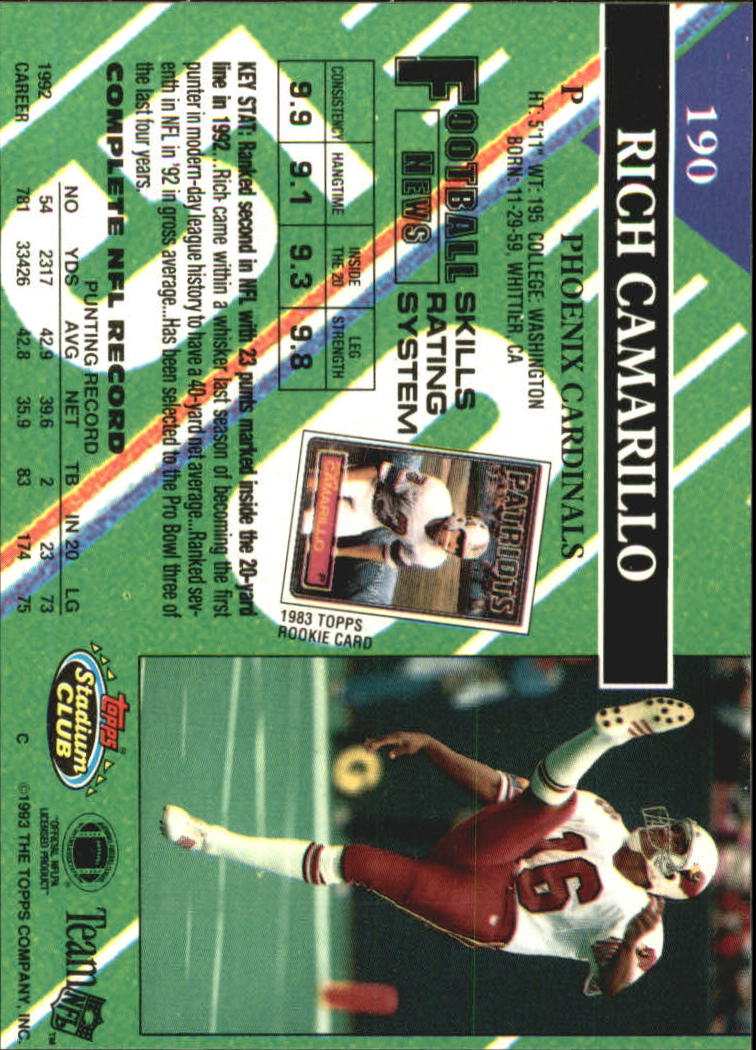 190
RICH CAMARILLO
P PHOENIX CARDINALS
HT: 5'11" WT: 195 COLLEGE: WASHINGTON
BORN: 11-29-59, WHITTIER, CA
FOOTBALL
NEWS
SKILLS
RATING
SYSTEM
CONSISTENCY HANGTIME INSIDE THE 20 LEG STRENGTH
9.9 9.1 9.3 9.8
PATRIOTS
CAMARILLO
P
1983 TOPPS
ROOKIE CARD
KEY STAT: Ranked second in NFL with 23 punts marked inside the 20-yard
line in 1992...Rich came within a whisker last season of becoming the first
punter in modern-day league history to have a 40-yard net average...Ranked sev-
enth in NFL in '92 in gross average...Has been selected to the Pro Bowl three of
the last four years.
COMPLETE NFL RECORD
PUNTING RECORD
NO YDS AVG NET TB IN 20 LG
1992 54 2317 42.9 39.6 2 23 73
CAREER 781 33426 42.8 35.9 83 174 75
16
topps
Stadium
CLUB
C
"OFFICIAL NFLPA
LICENSED PRODUCT"
Team NFL™
©1993 THE TOPPS COMPANY, INC.